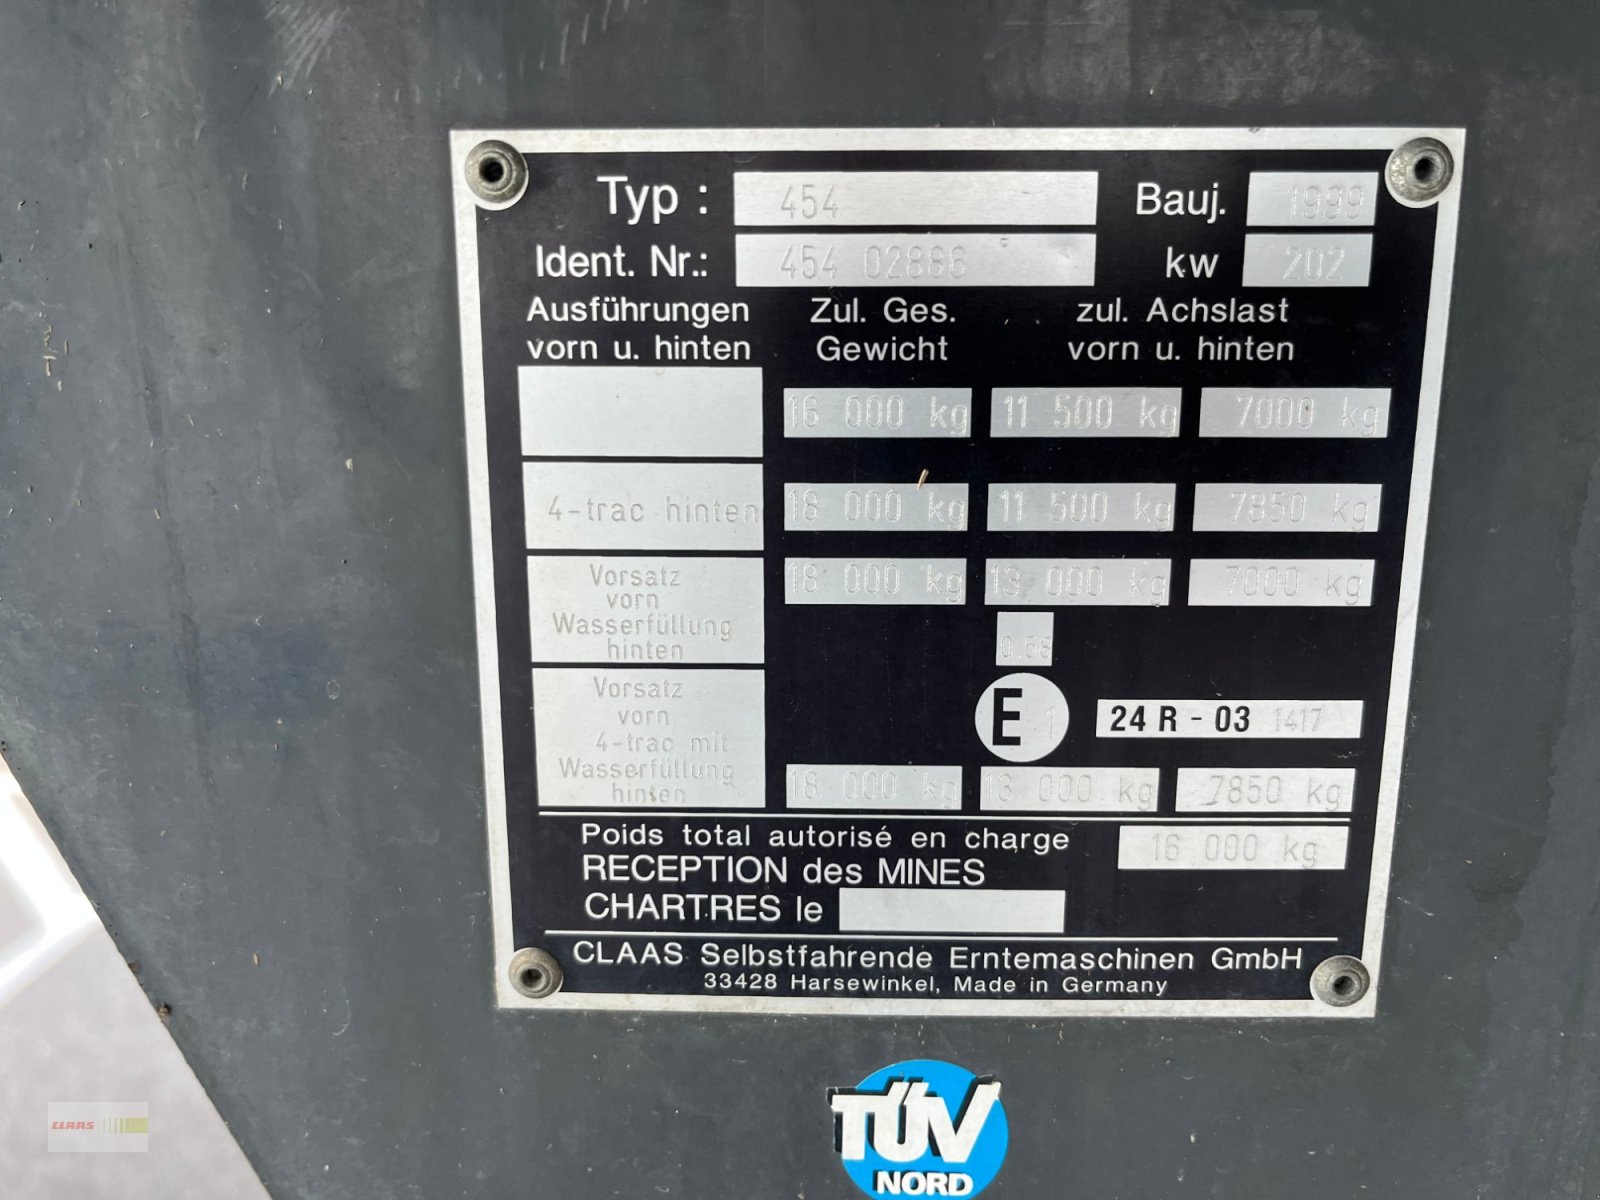 Typ : 454 Bauj. 1999
Ident. Nr.: 454 02886 kw 202
Ausführungen vorn u. hinten
Zul. Ges. Gewicht
zul. Achslast vorn u. hinten
16 000 kg 11 500 kg 7000 kg
4-trac hinten 18 000 kg 11 500 kg 7850 kg
Vorsatz
vorn
Wasserfüllung
hinten
18 000 kg 13 000 kg 7000 kg
0.58
E 1 24 R - 03 1417
Vorsatz
vorn
4-trac mit
Wasserfüllung
hinten
18 000 kg 13 000 kg 7850 kg
Poids total autorisé en charge 16 000 kg
RECEPTION des MINES
CHARTRES le
CLAAS Selbstfahrende Erntemaschinen GmbH
33428 Harsewinkel, Made in Germany
TÜV
NORD
CLAAS